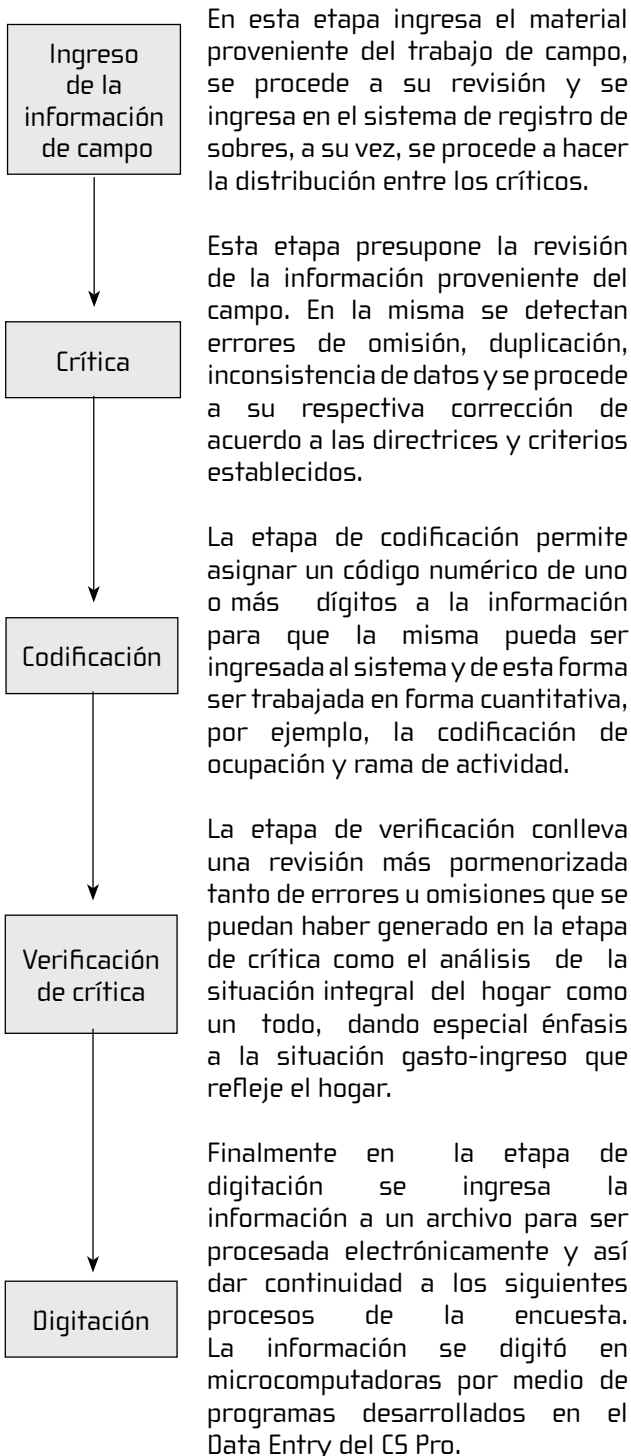 Ingreso
de la
información
de campo
En esta etapa ingresa el material
proveniente del trabajo de campo,
se procede a su revisión y se
ingresa en el sistema de registro de
sobres, a su vez, se procede a hacer
la distribución entre los críticos.
Crítica
Esta etapa presupone la revisión
de la información proveniente del
campo. En la misma se detectan
errores de omisión, duplicación,
inconsistencia de datos y se procede
a su respectiva corrección de
acuerdo a las directrices y criterios
establecidos.
Codificación
La etapa de codificación permite
asignar un código numérico de uno
o más dígitos a la información
para que la misma pueda ser
ingresada al sistema y de esta forma
ser trabajada en forma cuantitativa,
por ejemplo, la codificación de
ocupación y rama de actividad.
Verificación
de crítica
La etapa de verificación conlleva
una revisión más pormenorizada
tanto de errores u omisiones que se
puedan haber generado en la etapa
de crítica como el análisis de la
situación integral del hogar como
un todo, dando especial énfasis
a la situación gasto-ingreso que
refleje el hogar.
Digitación
Finalmente en la etapa de
digitación se ingresa la
información a un archivo para ser
procesada electrónicamente y así
dar continuidad a los siguientes
procesos de la encuesta.
La información se digitó en
microcomputadoras por medio de
programas desarrollados en el
Data Entry del CS Pro.